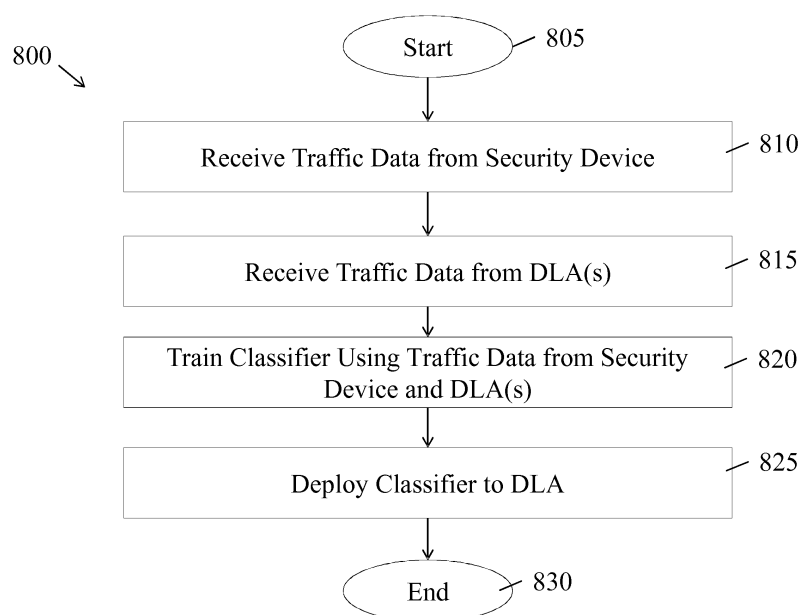 800
Start
805
Receive Traffic Data from Security Device
810
Receive Traffic Data from DLA(s)
815
Train Classifier Using Traffic Data from Security
Device and DLA(s)
820
Deploy Classifier to DLA
825
End
830